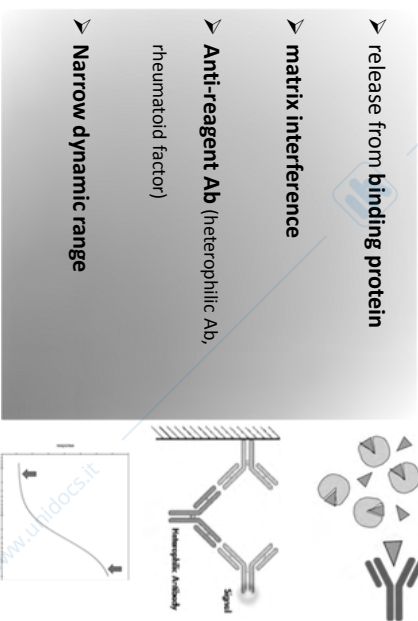 ➤ release from binding protein
➤ matrix interference
➤ Anti-reagent Ab (heterophilic Ab,
rheumatoid factor)
➤ Narrow dynamic range
Signal
Heterophilic Antibody
response
www.unidocs.it